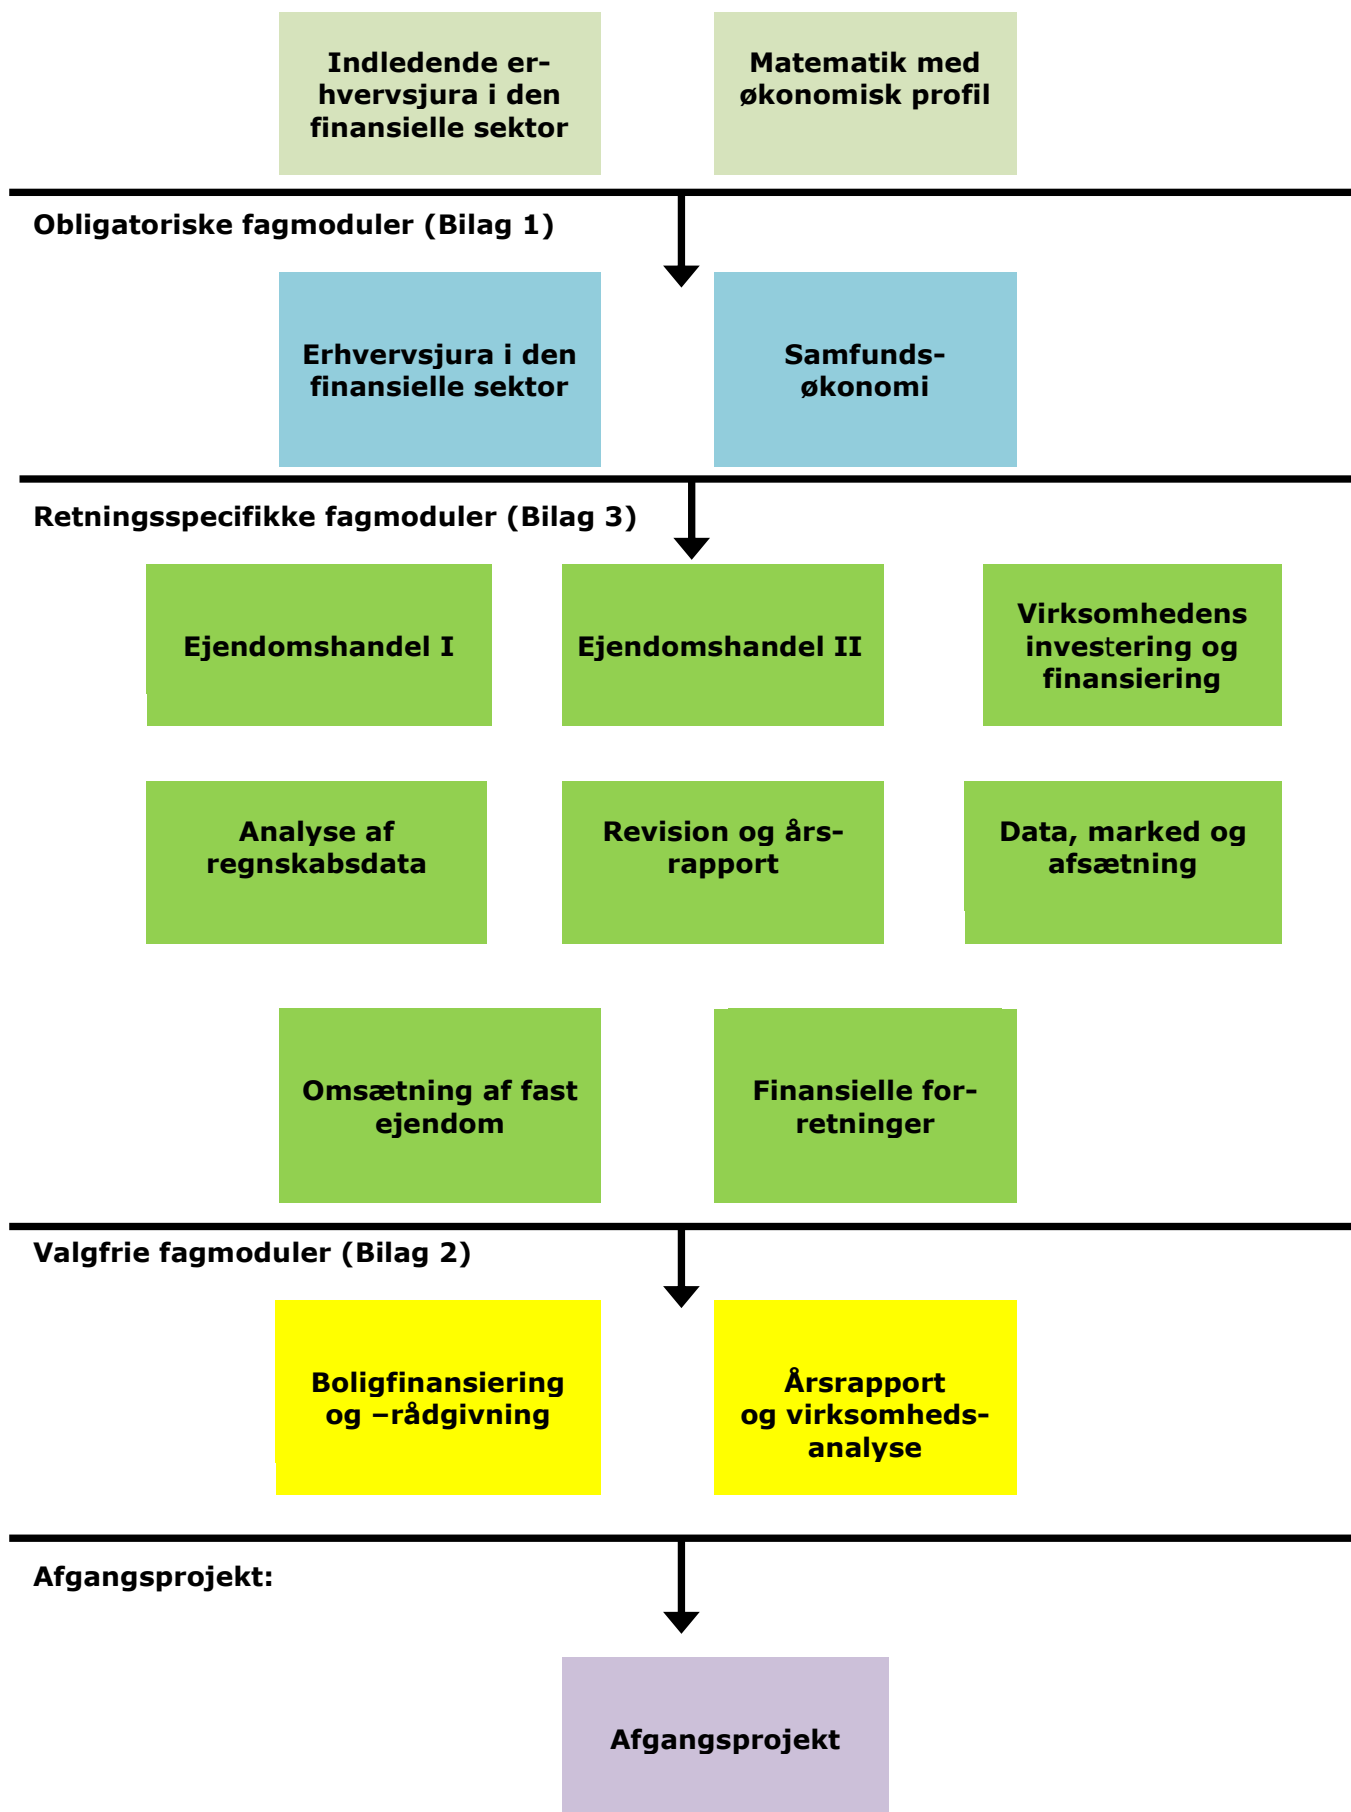 Indledende er-
hvervsjura i den
finansielle sektor
Matematik med
økonomisk profil
Obligatoriske fagmoduler (Bilag 1)
Erhvervsjura i den
finansielle sektor
Samfunds-
økonomi
Retningsspecifikke fagmoduler (Bilag 3)
Ejendomshandel I
Ejendomshandel II
Virksomhedens
investering og
finansiering
Analyse af
regnskabsdata
Revision og års-
rapport
Data, marked og
afsætning
Omsætning af fast
ejendom
Finansielle for-
retninger
Valgfrie fagmoduler (Bilag 2)
Boligfinansiering
og –rådgivning
Årsrapport
og virksomheds-
analyse
Afgangsprojekt:
Afgangsprojekt